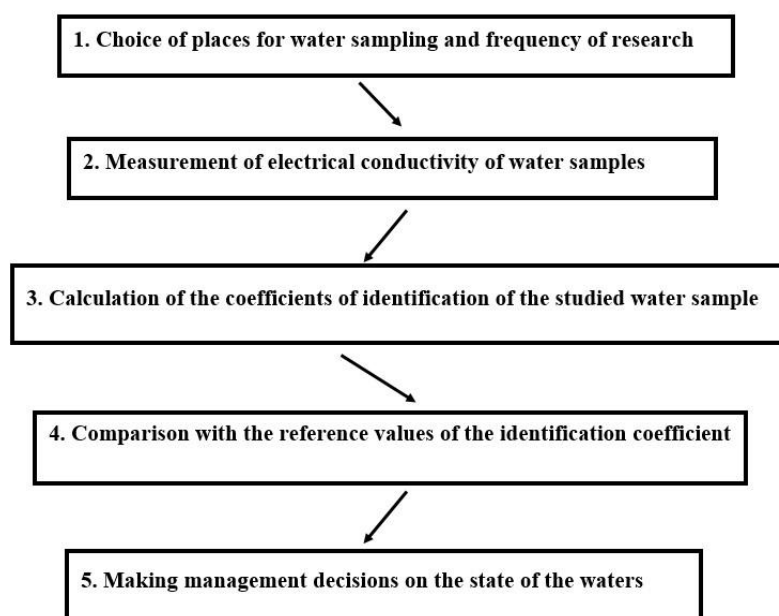 1. Choice of places for water sampling and frequency of research
2. Measurement of electrical conductivity of water samples
3. Calculation of the coefficients of identification of the studied water sample
4. Comparison with the reference values of the identification coefficient
5. Making management decisions on the state of the waters